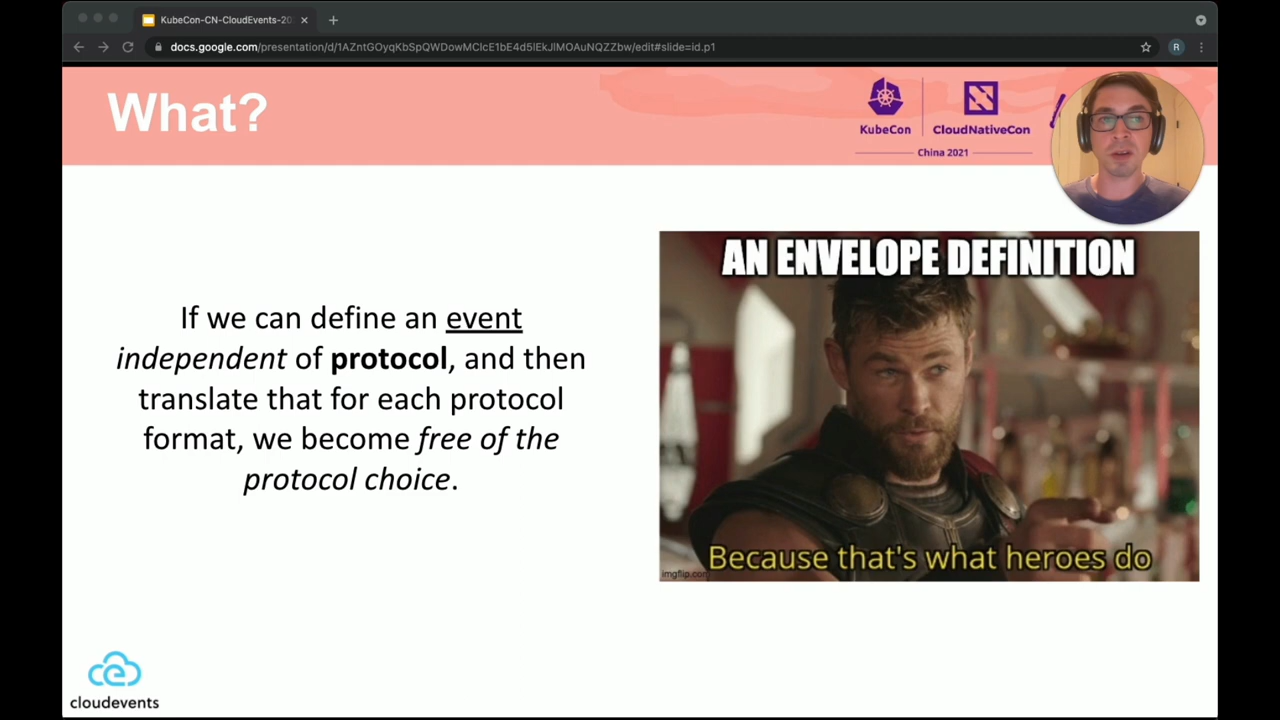 KubeCon-CN-CloudEvents-20
docs.google.com/presentation/d/1AZntGOyqKbSpQWDowMClcE1bE4d5lEkJlMOAuNQZZbw/edit#slide=id.p1
R
What?
KubeCon
CloudNativeCon
China 2021
AN ENVELOPE DEFINITION
If we can define an event
independent of protocol, and then
translate that for each protocol
format, we become free of the
protocol choice.
Because that's what heroes do
imgflip.com
cloudevents